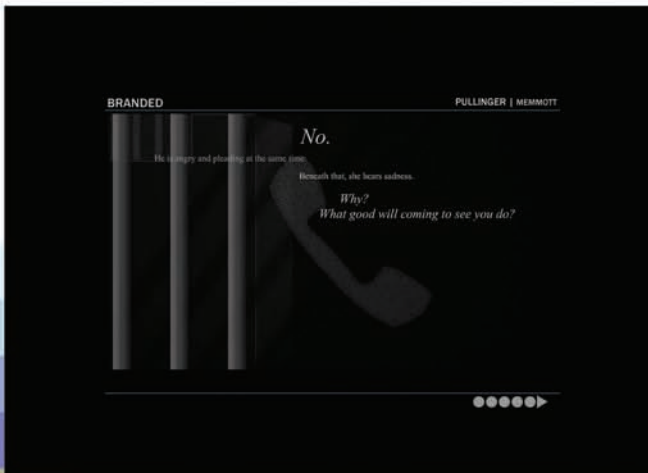 BRANDED
PULLINGER | MEMMOTT
No.
He is angry and pleading at the same time
Beneath that, she hears sadness.
Why?
What good will coming to see you do?